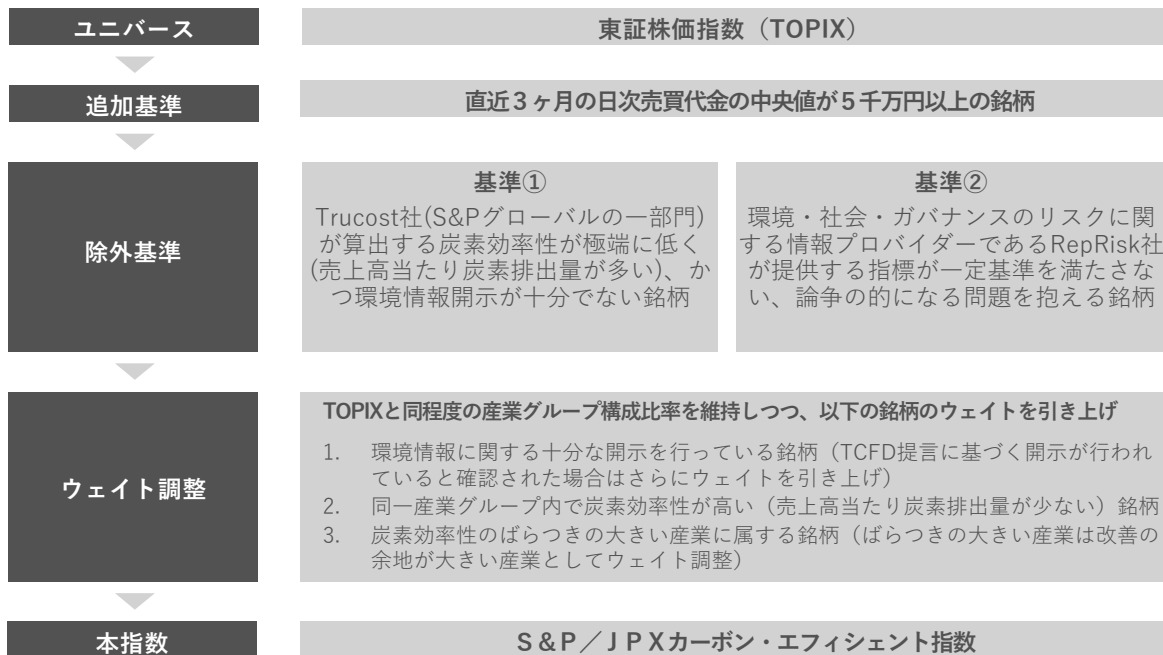 ユニバース
東証株価指数（TOPIX）
追加基準
直近３ヶ月の日次売買代金の中央値が５千万円以上の銘柄
除外基準
基準①
Trucost社(S&Pグローバルの一部門)
が算出する炭素効率性が極端に低く
(売上高当たり炭素排出量が多い)、か
つ環境情報開示が十分でない銘柄
基準②
環境・社会・ガバナンスのリスクに関
する情報プロバイダーであるRepRisk社
が提供する指標が一定基準を満たさな
い、論争の的になる問題を抱える銘柄
ウェイト調整
TOPIXと同程度の産業グループ構成比率を維持しつつ、以下の銘柄のウェイトを引き上げ
1. 環境情報に関する十分な開示を行っている銘柄（TCFD提言に基づく開示が行われ
ていると確認された場合はさらにウェイトを引き上げ）
2. 同一産業グループ内で炭素効率性が高い（売上高当たり炭素排出量が少ない）銘柄
3. 炭素効率性のばらつきの大きい産業に属する銘柄（ばらつきの大きい産業は改善の
余地が大きい産業としてウェイト調整）
本指数
Ｓ＆Ｐ／ＪＰＸカーボン・エフィシェント指数